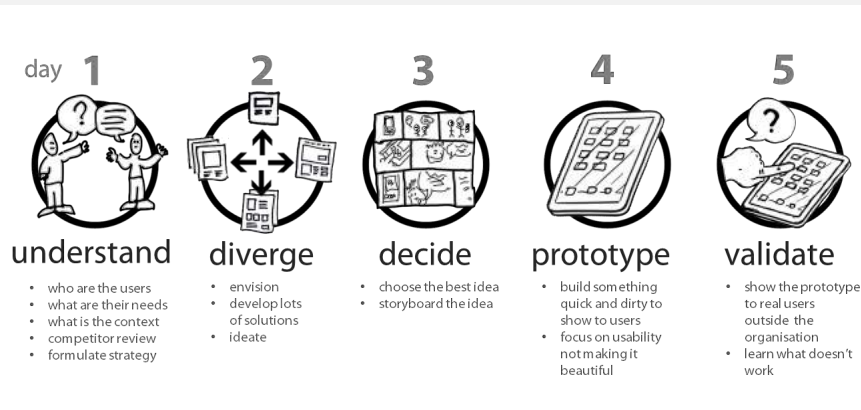 day 1
2
3
4
5
?
?
understand
diverge
decide
prototype
validate
• who are the users
• what are their needs
• what is the context
• competitor review
• formulate strategy
• envision
• develop lots
of solutions
• ideate
• choose the best idea
• storyboard the idea
• build something
quick and dirty to
show to users
• focus on usability
not making it
beautiful
• show the prototype
to real users
outside the
organisation
• learn what doesn't
work